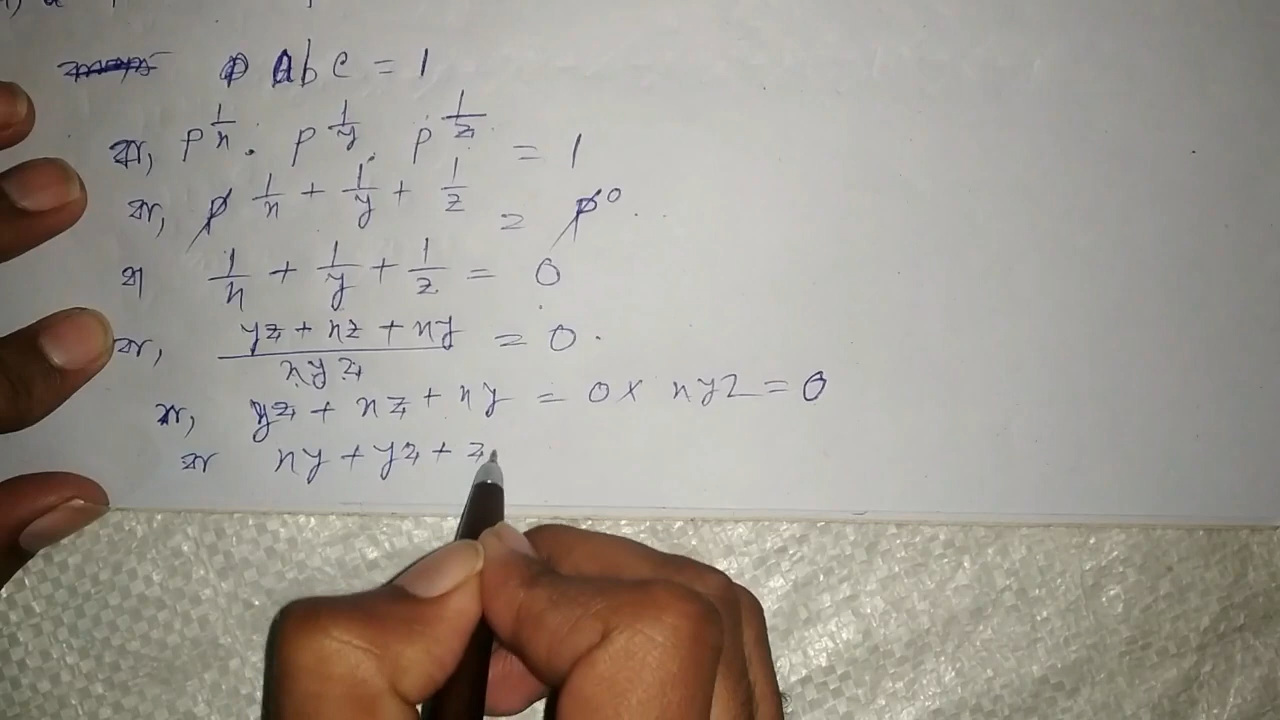 abc = 1
বা, p^{1/x} . p^{1/y} . p^{1/z} = 1
বা, p^{1/x + 1/y + 1/z} = p^0
বা 1/x + 1/y + 1/z = 0
বা, (yz + xz + xy)/(xyz) = 0
বা, yz + xz + xy = 0 × xyz = 0
বা xy + yz + z